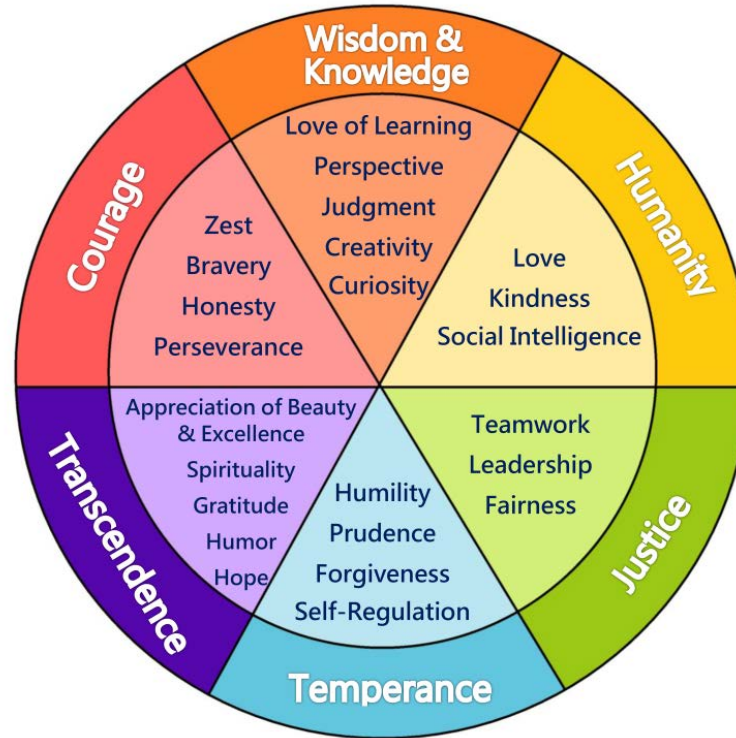 Wisdom &
Knowledge
Love of Learning
Perspective
Judgment
Creativity
Curiosity
Humanity
Love
Kindness
Social Intelligence
Justice
Teamwork
Leadership
Fairness
Temperance
Humility
Prudence
Forgiveness
Self-Regulation
Transcendence
Appreciation of Beauty
& Excellence
Spirituality
Gratitude
Humor
Hope
Courage
Zest
Bravery
Honesty
Perseverance